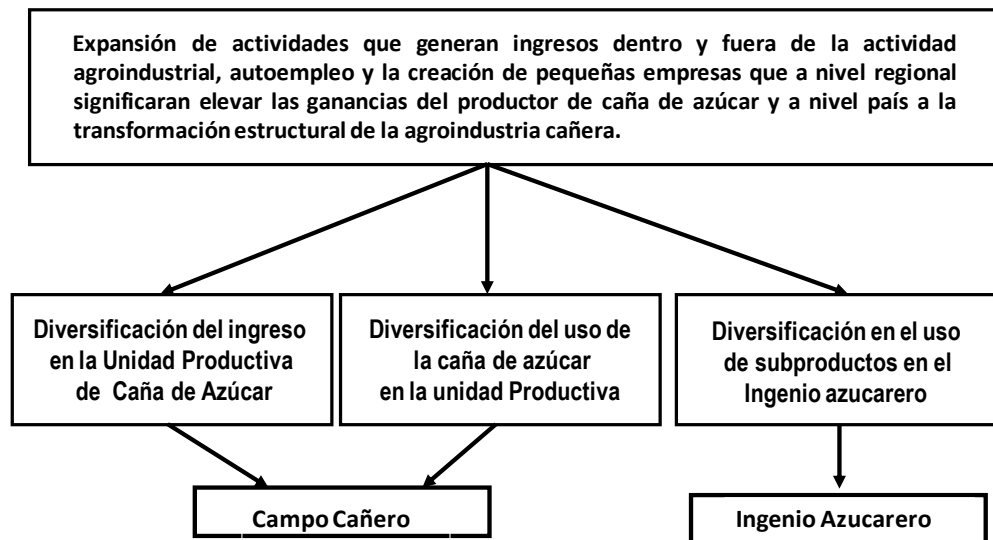 Expansión de actividades que generan ingresos dentro y fuera de la actividad
agroindustrial, autoempleo y la creación de pequeñas empresas que a nivel regional
significaran elevar las ganancias del productor de caña de azúcar y a nivel país a la
transformación estructural de la agroindustria cañera.
Diversificación del ingreso
en la Unidad Productiva
de Caña de Azúcar
Diversificación del uso de
la caña de azúcar
en la unidad Productiva
Diversificación en el uso
de subproductos en el
Ingenio azucarero
Campo Cañero
Ingenio Azucarero